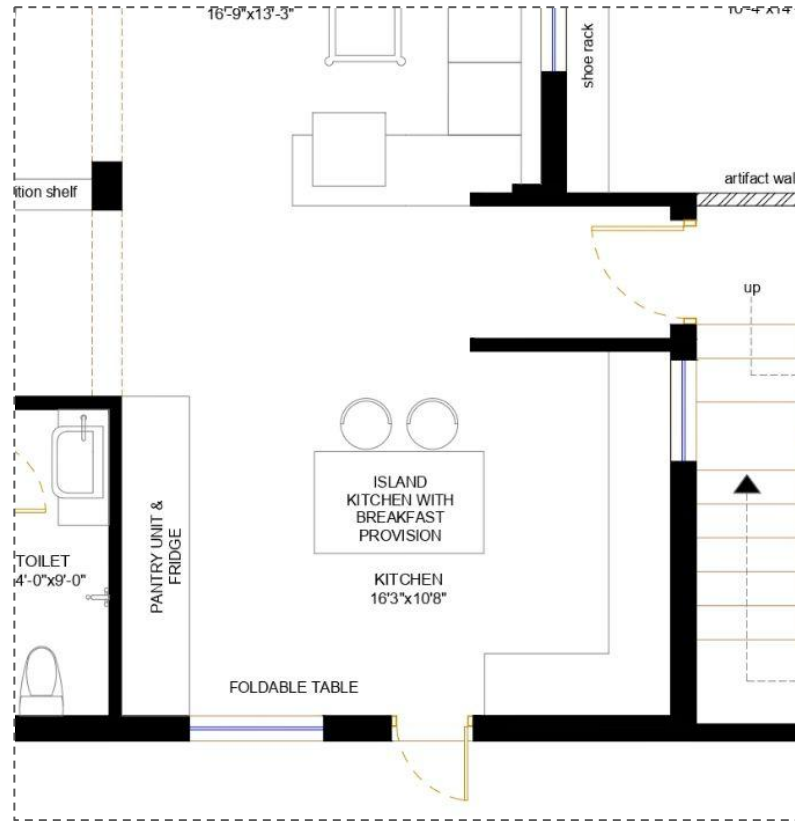 16'-9"x13'-3"
shoe rack
ition shelf
artifact wal
up
ISLAND
KITCHEN WITH
BREAKFAST
PROVISION
PANTRY UNIT &
FRIDGE
TOILET
4'-0"x9'-0"
KITCHEN
16'3"x10'8"
FOLDABLE TABLE